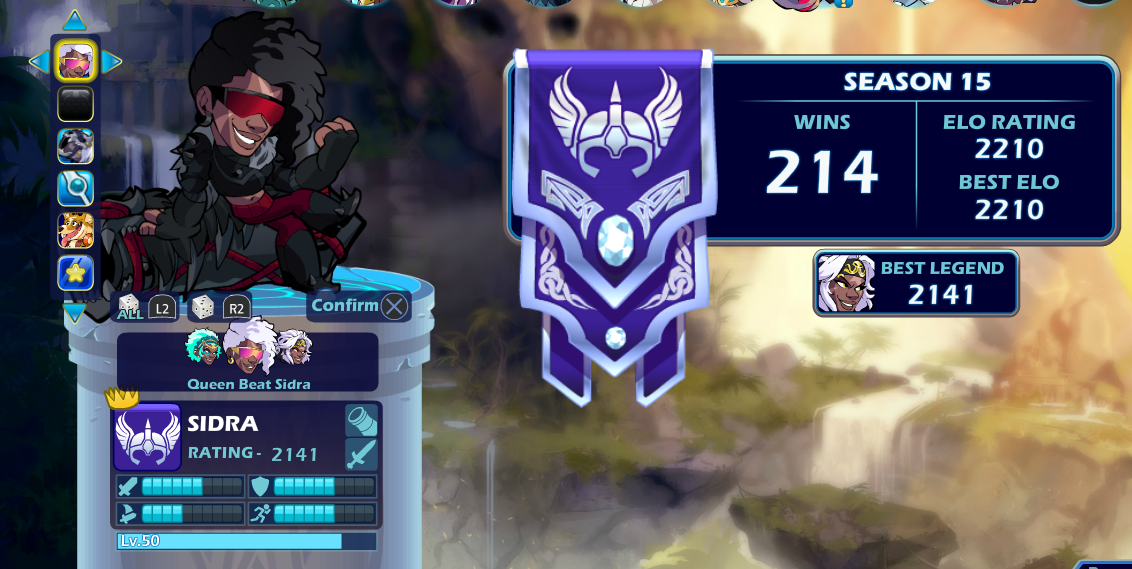 SEASON 15
WINS
214
ELO RATING
2210
BEST ELO
2210
BEST LEGEND
2141
ALL L2 R2 Confirm
Queen Beat Sidra
SIDRA
RATING- 2141
Lv.50